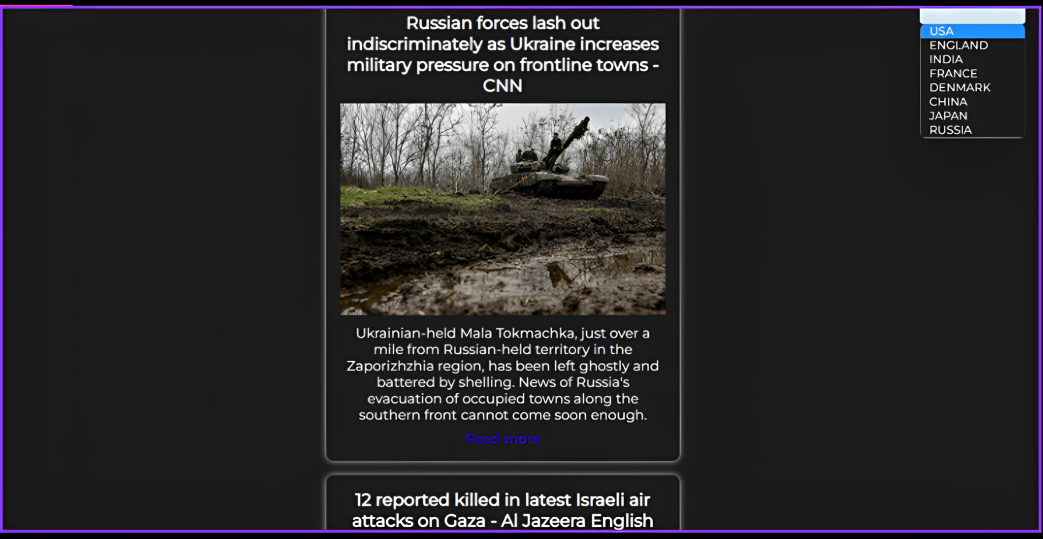 Russian forces lash out
indiscriminately as Ukraine increases
military pressure on frontline towns -
CNN
Ukrainian-held Mala Tokmachka, just over a
mile from Russian-held territory in the
Zaporizhzhia region, has been left ghostly and
battered by shelling. News of Russia's
evacuation of occupied towns along the
southern front cannot come soon enough.
Read more
12 reported killed in latest Israeli air
attacks on Gaza - Al Jazeera English
USA
ENGLAND
INDIA
FRANCE
DENMARK
CHINA
JAPAN
RUSSIA